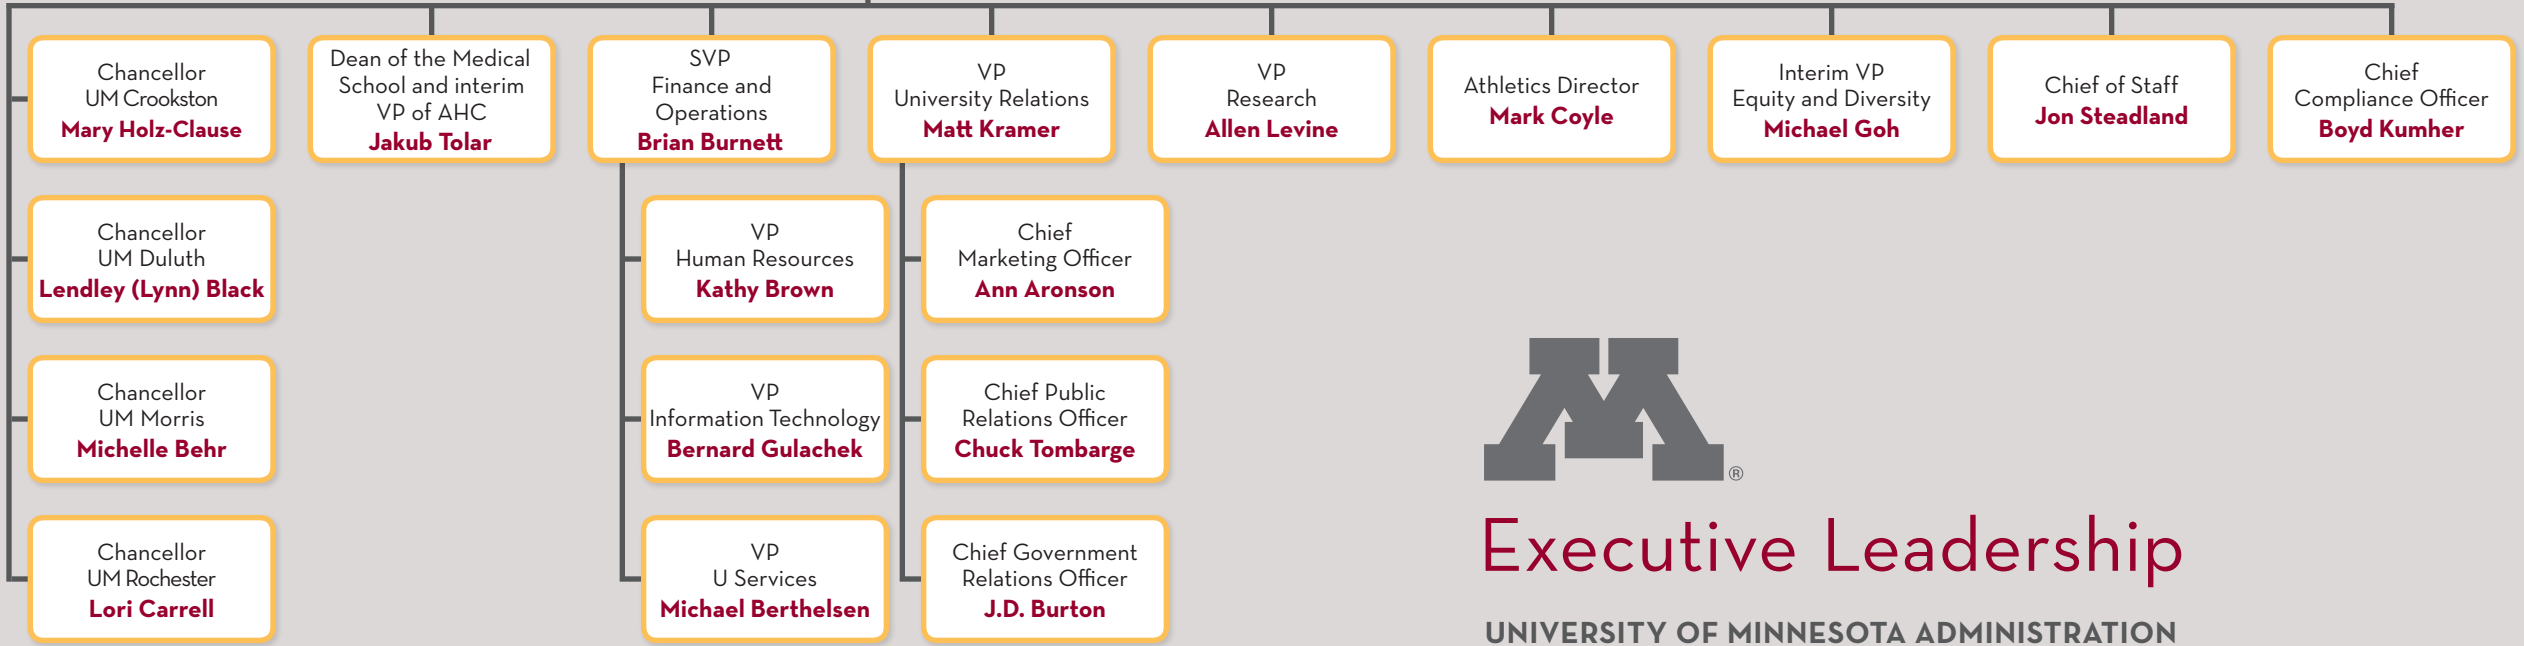 Chancellor
UM Crookston
Mary Holz-Clause
Dean of the Medical
School and interim
VP of AHC
Jakub Tolar
SVP
Finance and
Operations
Brian Burnett
VP
University Relations
Matt Kramer
VP
Research
Allen Levine
Athletics Director
Mark Coyle
Interim VP
Equity and Diversity
Michael Goh
Chief of Staff
Jon Steadland
Chief
Compliance Officer
Boyd Kumher
Chancellor
UM Duluth
Lendley (Lynn) Black
VP
Human Resources
Kathy Brown
Chief
Marketing Officer
Ann Aronson
Chancellor
UM Morris
Michelle Behr
VP
Information Technology
Bernard Gulachek
Chief Public
Relations Officer
Chuck Tombarge
Chancellor
UM Rochester
Lori Carrell
VP
U Services
Michael Berthelsen
Chief Government
Relations Officer
J.D. Burton
M®
Executive Leadership
UNIVERSITY OF MINNESOTA ADMINISTRATION